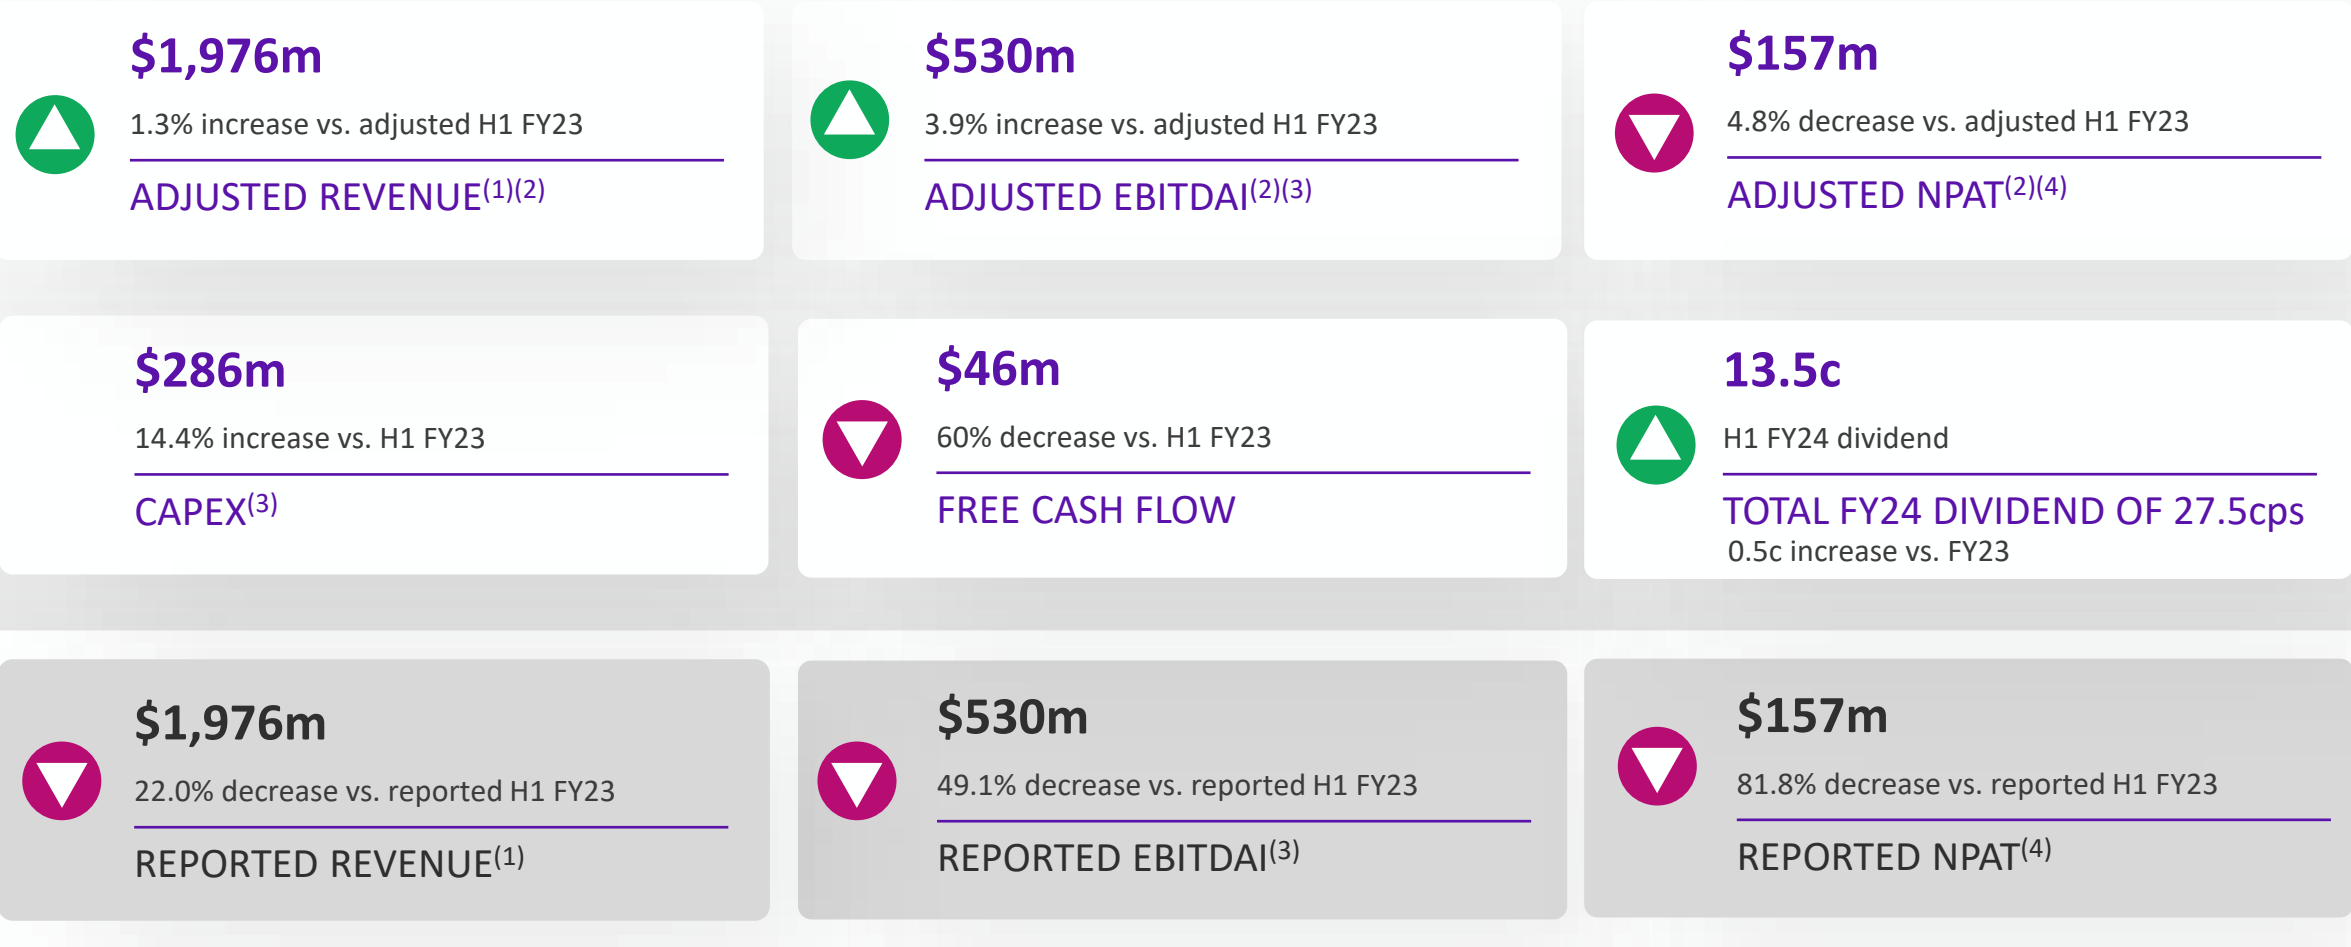 $1,976m
1.3% increase vs. adjusted H1 FY23
ADJUSTED REVENUE(1)(2)
$530m
3.9% increase vs. adjusted H1 FY23
ADJUSTED EBITDAI(2)(3)
$157m
4.8% decrease vs. adjusted H1 FY23
ADJUSTED NPAT(2)(4)
$286m
14.4% increase vs. H1 FY23
CAPEX(3)
$46m
60% decrease vs. H1 FY23
FREE CASH FLOW
13.5c
H1 FY24 dividend
TOTAL FY24 DIVIDEND OF 27.5cps
0.5c increase vs. FY23
$1,976m
22.0% decrease vs. reported H1 FY23
REPORTED REVENUE(1)
$530m
49.1% decrease vs. reported H1 FY23
REPORTED EBITDAI(3)
$157m
81.8% decrease vs. reported H1 FY23
REPORTED NPAT(4)